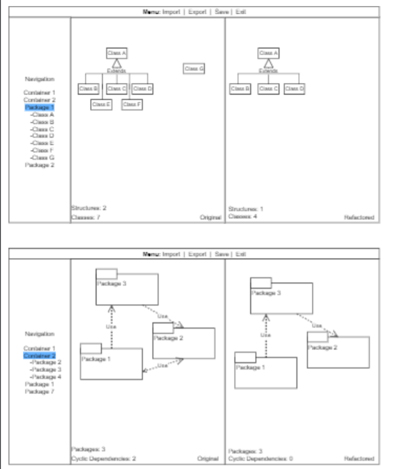 Menu: Import | Export | Save | Exit
Navigation
Container 1
Container 2
Package 1
-Class A
-Class B
-Class C
-Class D
-Class E
-Class F
-Class G
Package 2
Class A
Extends
Class B
Class C
Class D
Class E
Class F
Class G
Structures: 2
Classes: 7
Original
Class A
Extends
Class B
Class C
Class D
Structures: 1
Classes: 4
Refactored
Menu: Import | Export | Save | Exit
Navigation
Container 1
Container 2
-Package 2
-Package 3
-Package 4
Package 1
Package 7
Package 3
Use
Use
Package 2
Package 1
Use
Packages: 3
Cyclic Dependencies: 2
Original
Package 3
Use
Use
Package 2
Package 1
Packages: 3
Cyclic Dependencies: 0
Refactored